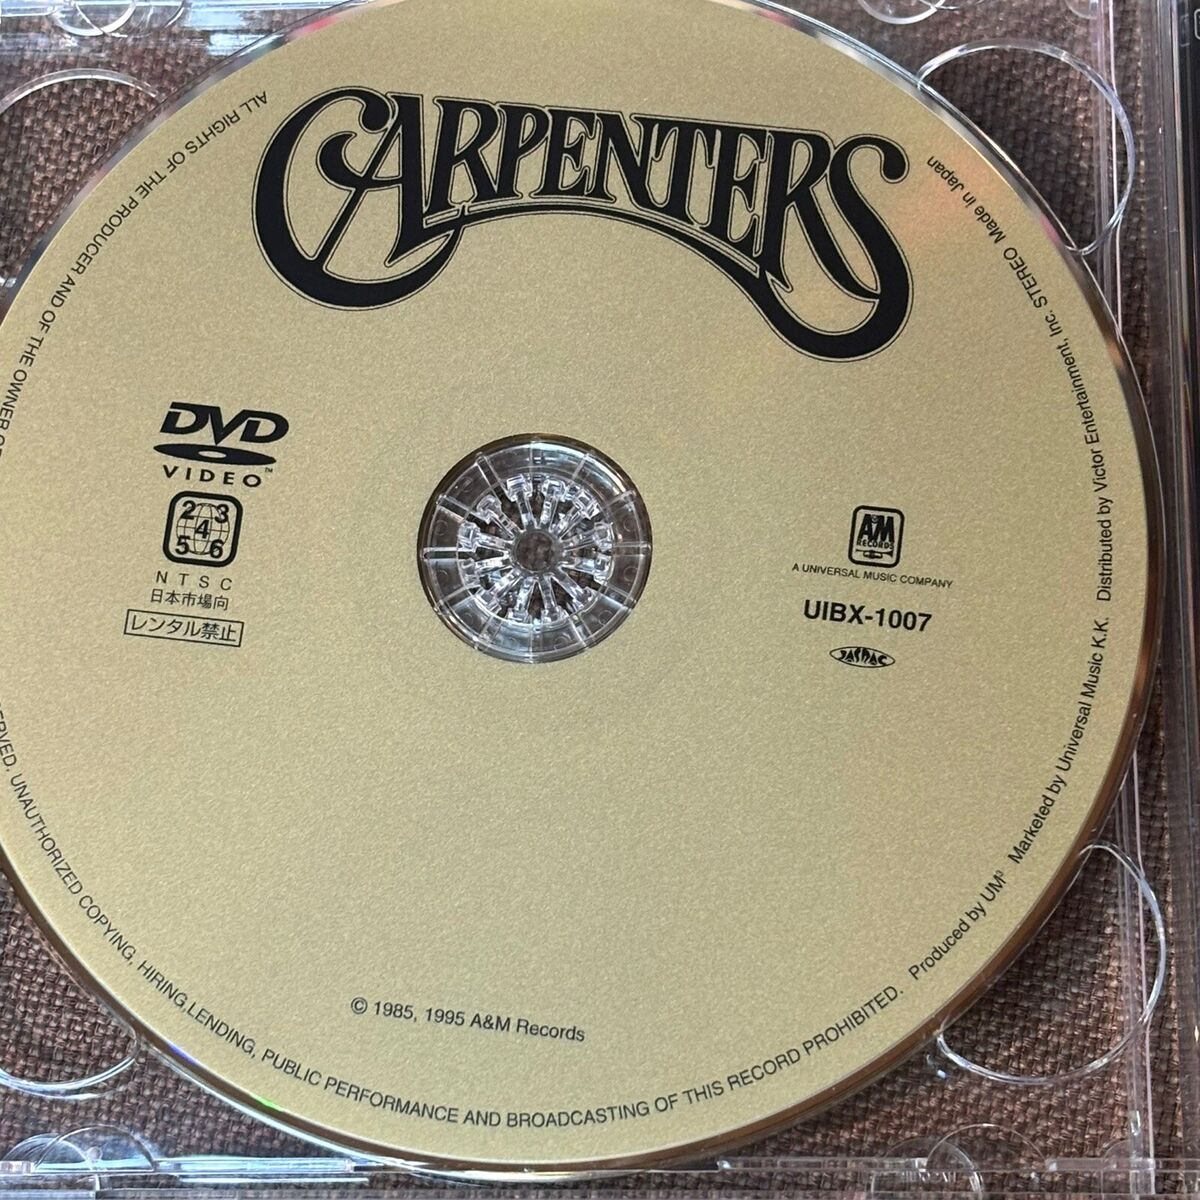 CARPENTERS
DVD
VIDEO™
2 3
4
5 6
NTSC
日本市場向
レンタル禁止
A&M
RECORDS
A UNIVERSAL MUSIC COMPANY
UIBX-1007
JASRAC
© 1985, 1995 A&M Records
ALL RIGHTS OF THE PRODUCER AND OF THE OWNER
UNAUTHORIZED COPYING, HIRING, LENDING, PUBLIC PERFORMANCE AND BROADCASTING OF THIS RECORD PROHIBITED. Produced by UM³ Marketed by Universal Music K.K. Distributed by Victor Entertainment, Inc. STEREO Made In Japan